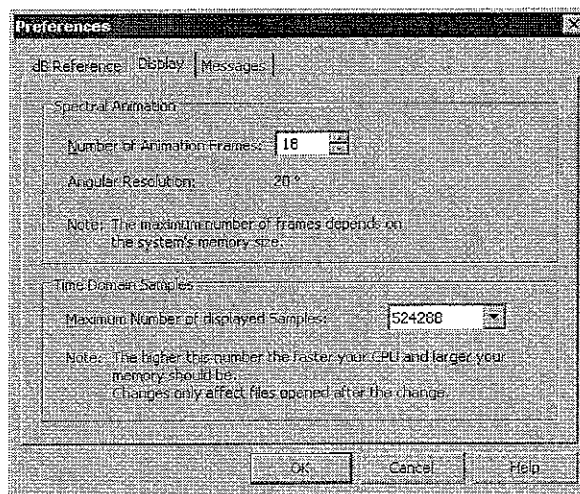 Preferences
dB Reference Display Messages
Spectral Animation
Number of Animation Frames: 18
Angular Resolution: 20 °
Note: The maximum number of frames depends on
the system's memory size.
Time Domain Samples
Maximum Number of displayed Samples: 524288
Note: The higher this number the faster your CPU and larger your
memory should be.
Changes only affect files opened after the change.
OK Cancel Help